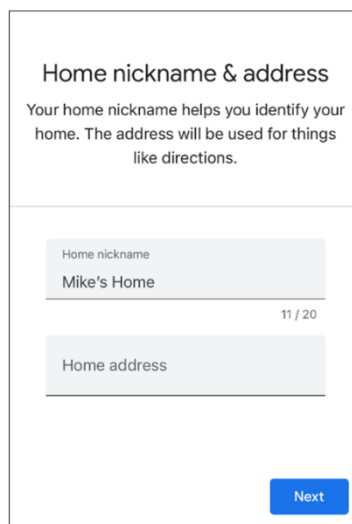 Home nickname & address
Your home nickname helps you identify your
home. The address will be used for things
like directions.
Home nickname
Mike's Home
11 / 20
Home address
Next